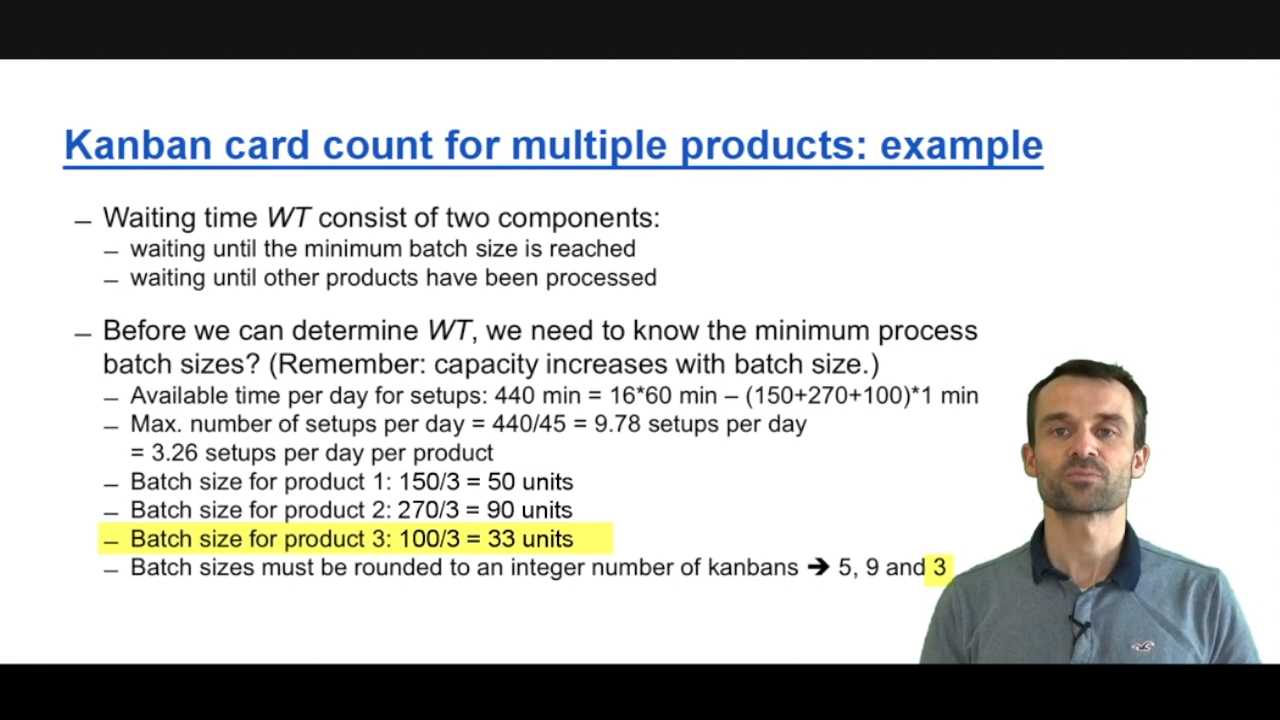 Kanban card count for multiple products: example
– Waiting time WT consist of two components:
– waiting until the minimum batch size is reached
– waiting until other products have been processed
– Before we can determine WT, we need to know the minimum process
batch sizes? (Remember: capacity increases with batch size.)
– Available time per day for setups: 440 min = 16*60 min – (150+270+100)*1 min
– Max. number of setups per day = 440/45 = 9.78 setups per day
= 3.26 setups per day per product
– Batch size for product 1: 150/3 = 50 units
– Batch size for product 2: 270/3 = 90 units
– Batch size for product 3: 100/3 = 33 units
– Batch sizes must be rounded to an integer number of kanbans ➔ 5, 9 and 3